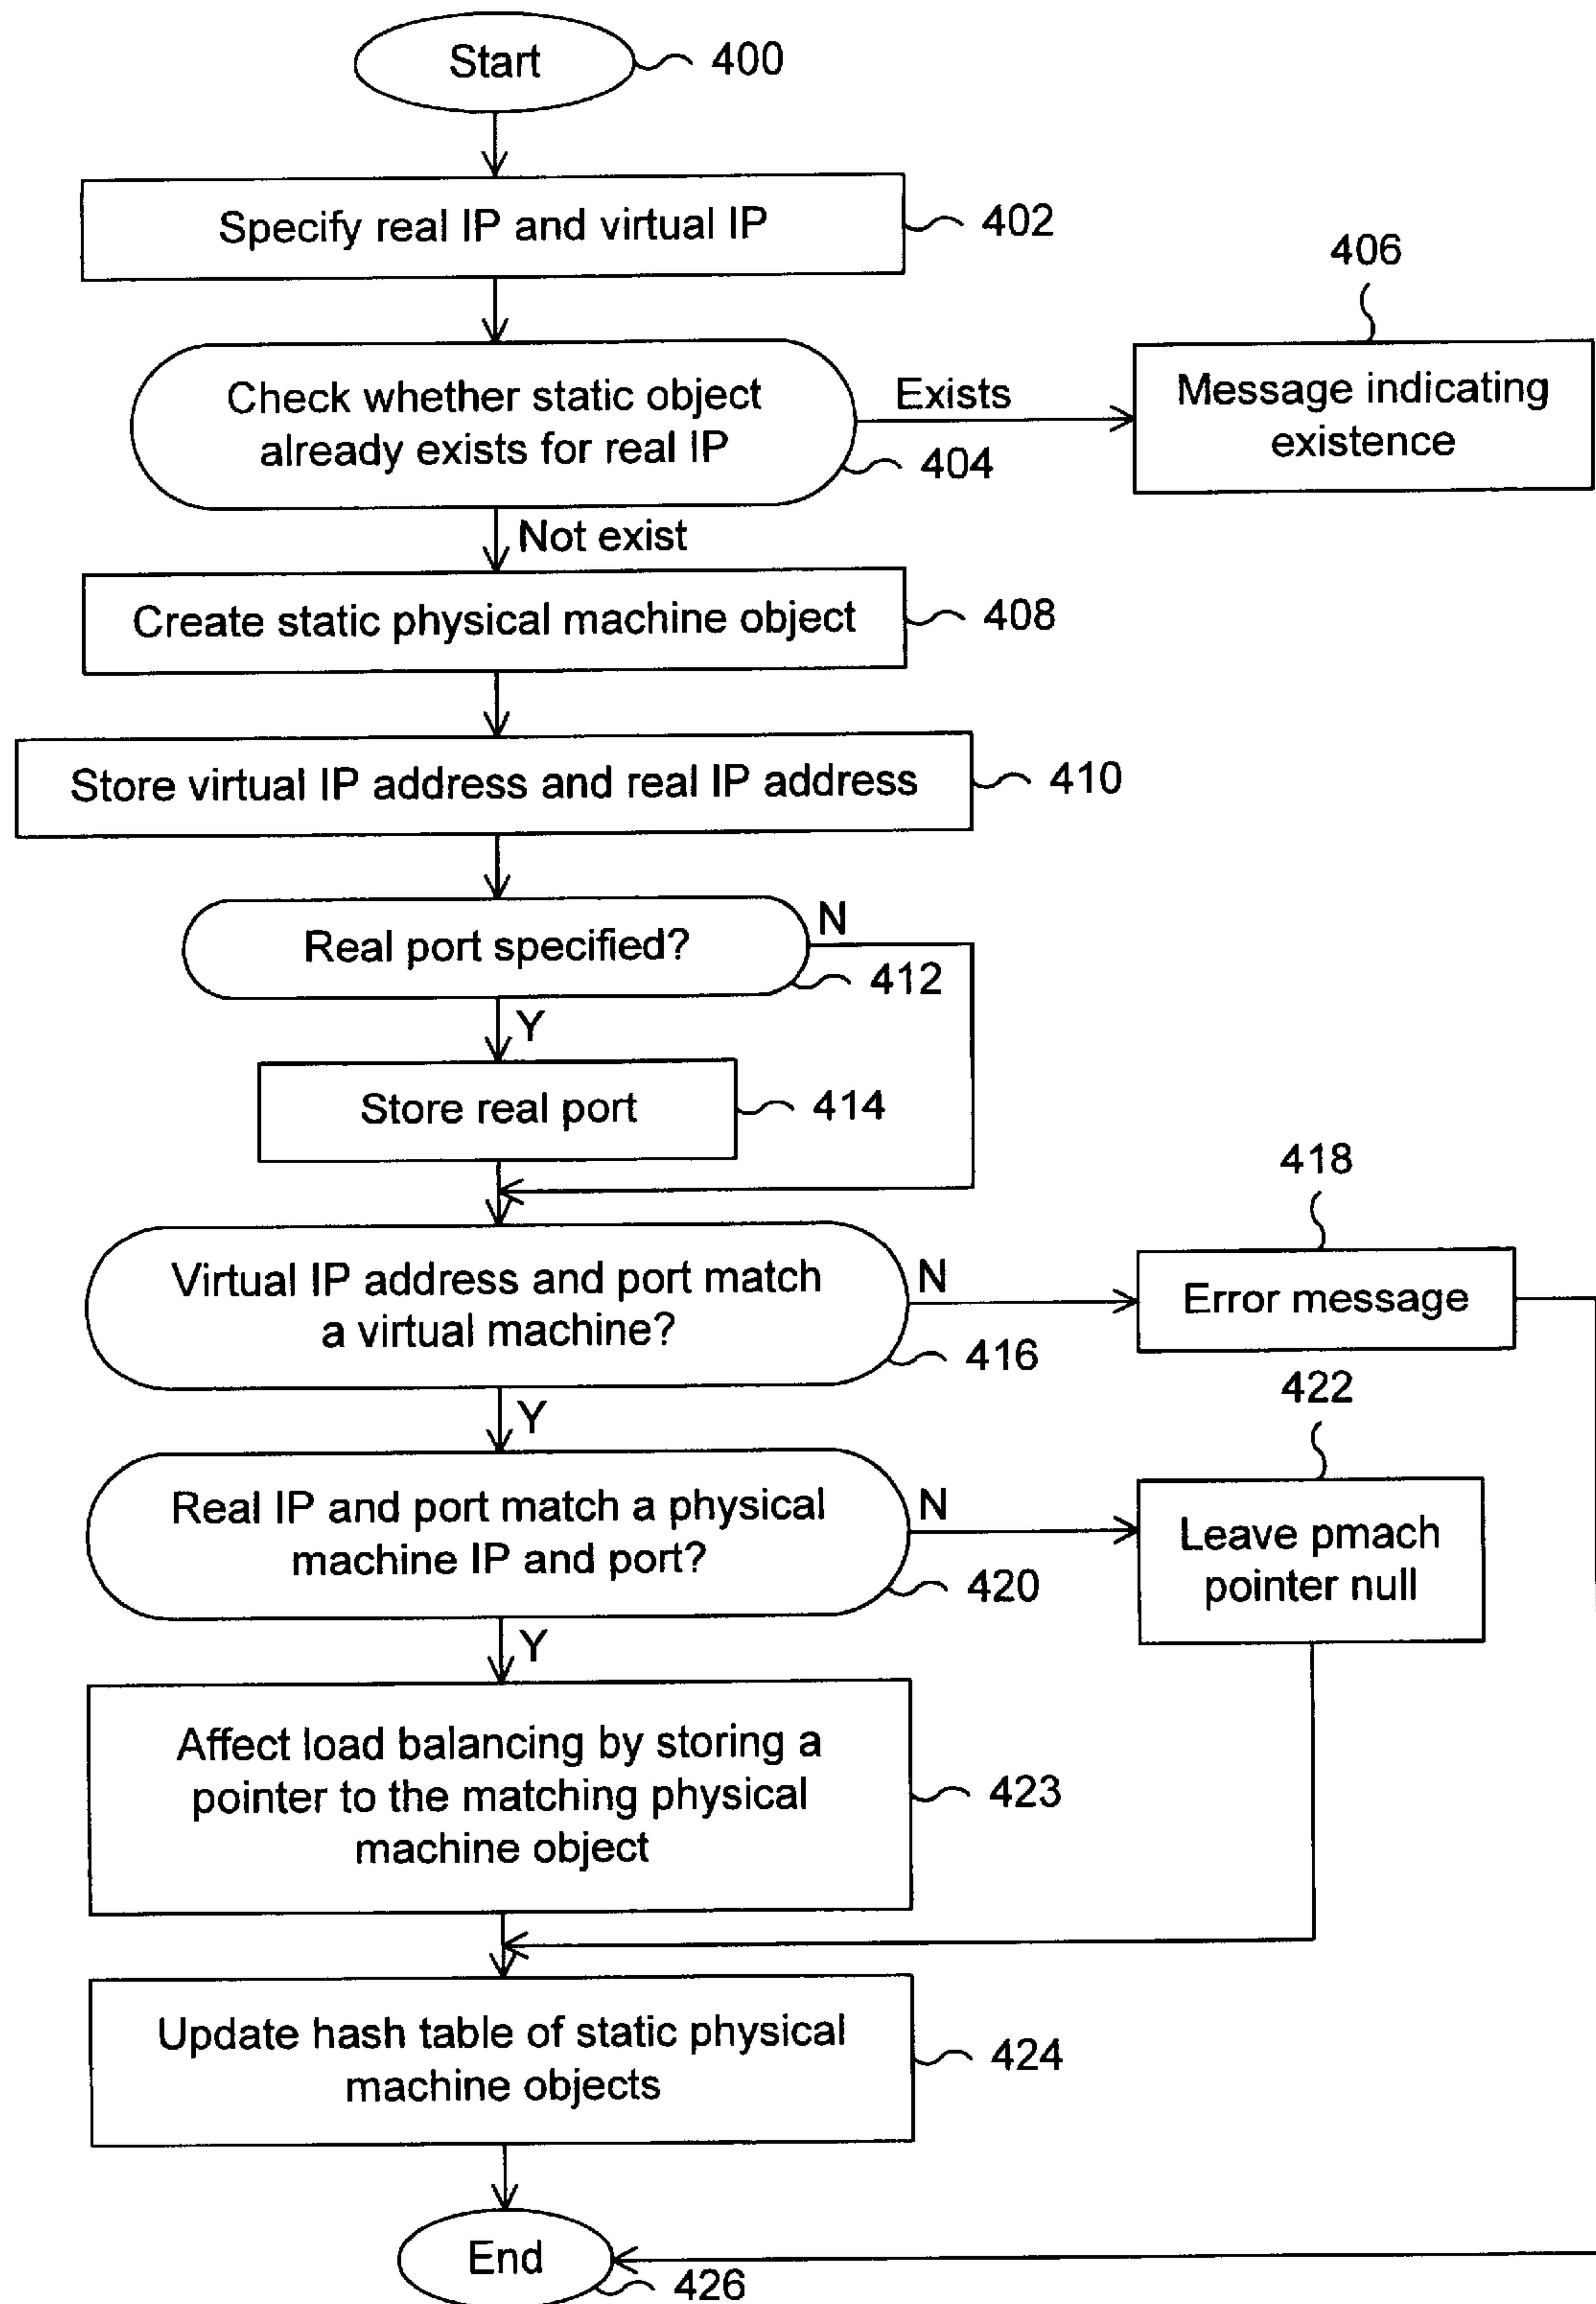 Start
400
Specify real IP and virtual IP
402
406
Check whether static object
already exists for real IP
404
Exists
Message indicating
existence
Not exist
Create static physical machine object
408
Store virtual IP address and real IP address
410
Real port specified?
N
412
Y
Store real port
414
418
Virtual IP address and port match
a virtual machine?
N
416
Error message
422
Y
Real IP and port match a physical
machine IP and port?
N
420
Leave pmach
pointer null
Y
Affect load balancing by storing a
pointer to the matching physical
machine object
423
Update hash table of static physical
machine objects
424
End
426